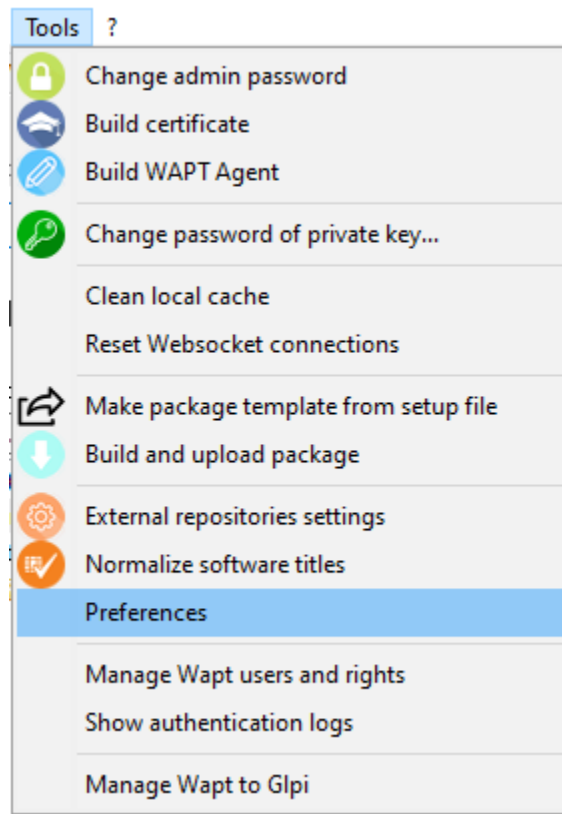 Tools ?
Change admin password
Build certificate
Build WAPT Agent
Change password of private key...
Clean local cache
Reset Websocket connections
Make package template from setup file
Build and upload package
External repositories settings
Normalize software titles
Preferences
Manage Wapt users and rights
Show authentication logs
Manage Wapt to Glpi